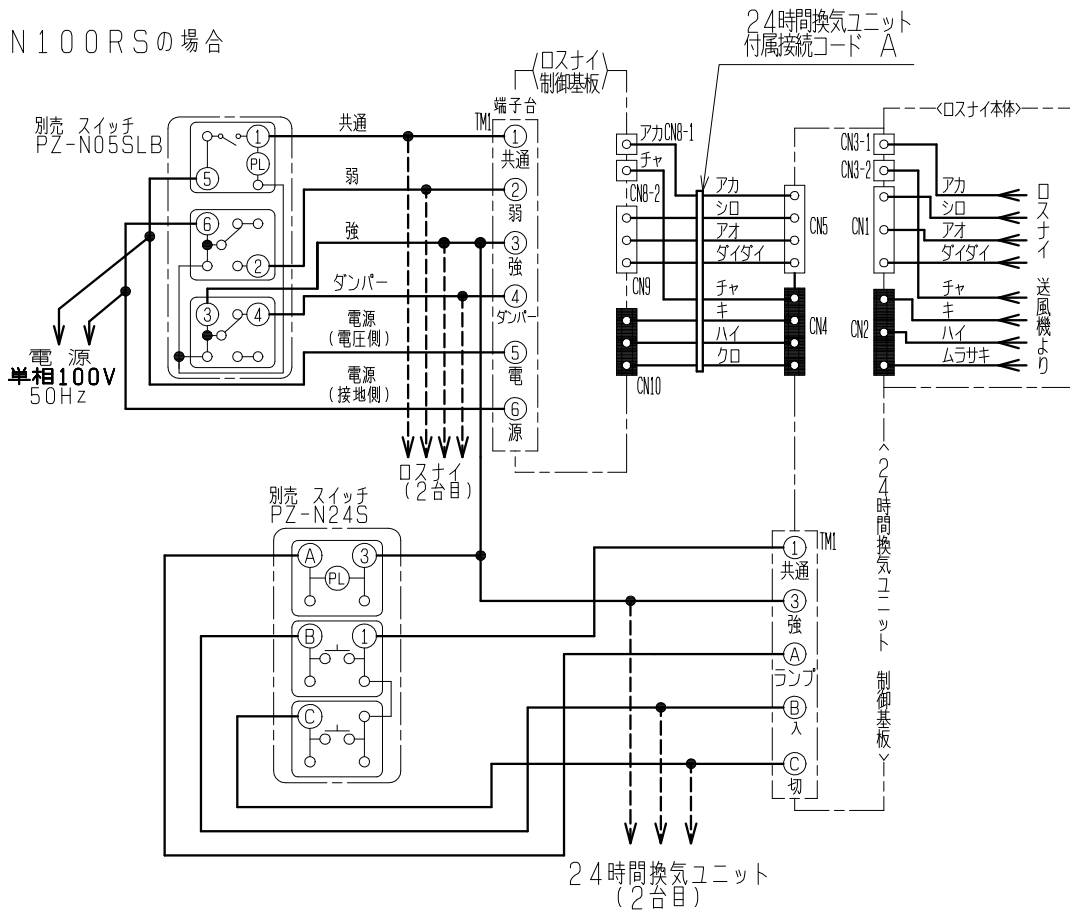 N100RSの場合
24時間換気ユニット
付属接続コード A
<ロスナイ
制御基板>
<ロスナイ本体>
別売 スイッチ
PZ-N05SLB
1
PL
5
6
2
3
4
共通
弱
強
ダンパー
電源
(電圧側)
電源
(接地側)
電 源
単相100V
50Hz
端子台
TM1
1
共通
2
弱
3
強
4
ダンパー
5
電
6
源
ロスナイ
(2台目)
アカ CN8-1
チャ
CN8-2
CN9
CN10
アカ
シロ
アオ
ダイダイ
チャ
キ
ハイ
クロ
CN5
CN4
CN3-1
CN3-2
CN1
CN2
アカ
シロ
アオ
ダイダイ
チャ
キ
ハイ
ムラサキ
ロスナイ 送風機より
<24時間換気ユニット 制御基板>
別売 スイッチ
PZ-N24S
A
3
PL
B
1
C
TM1
1
共通
3
強
A
ランプ
B
入
C
切
24時間換気ユニット
(2台目)